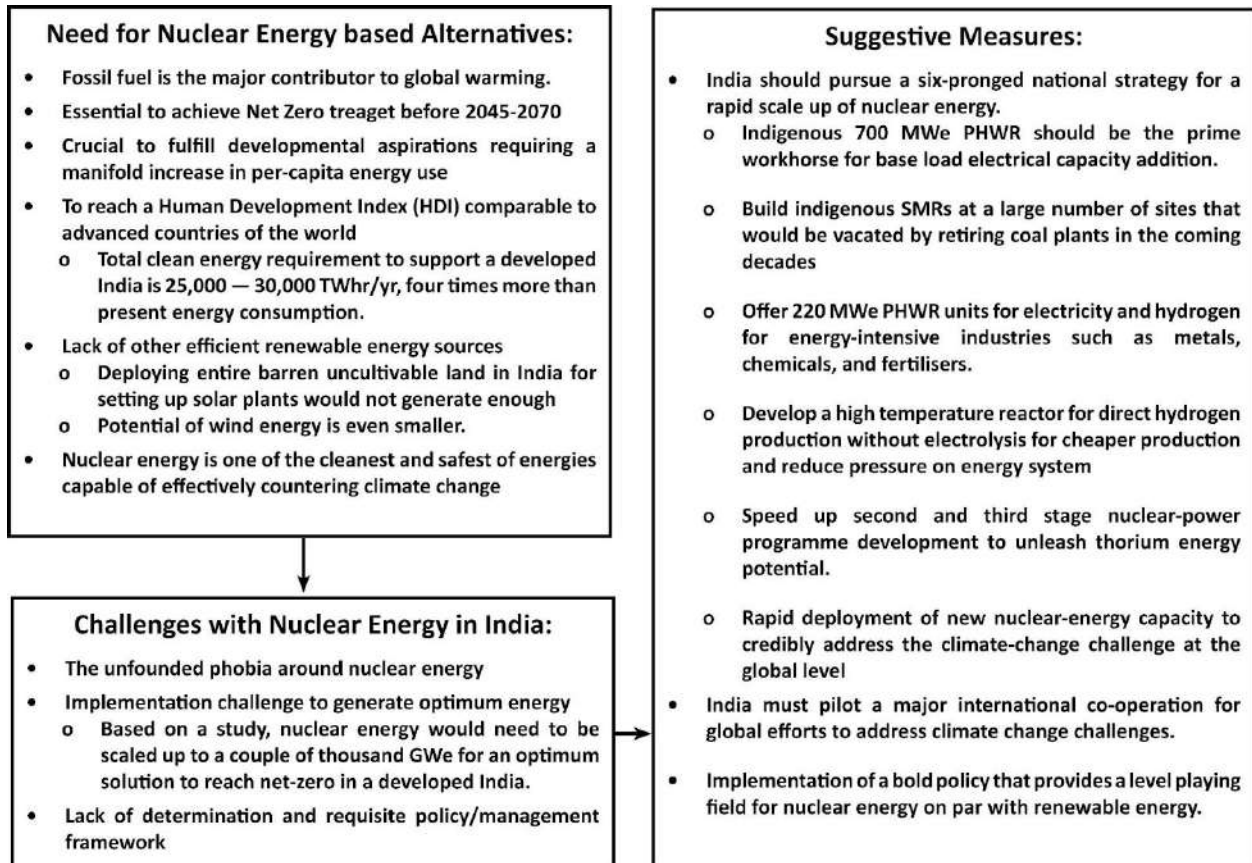 Need for Nuclear Energy based Alternatives:
• Fossil fuel is the major contributor to global warming.
• Essential to achieve Net Zero treaget before 2045-2070
• Crucial to fulfill developmental aspirations requiring a
manifold increase in per-capita energy use
• To reach a Human Development Index (HDI) comparable to
advanced countries of the world
o Total clean energy requirement to support a developed
India is 25,000 — 30,000 TWhr/yr, four times more than
present energy consumption.
• Lack of other efficient renewable energy sources
o Deploying entire barren uncultivable land in India for
setting up solar plants would not generate enough
o Potential of wind energy is even smaller.
• Nuclear energy is one of the cleanest and safest of energies
capable of effectively countering climate change
Challenges with Nuclear Energy in India:
• The unfounded phobia around nuclear energy
• Implementation challenge to generate optimum energy
o Based on a study, nuclear energy would need to be
scaled up to a couple of thousand GWe for an optimum
solution to reach net-zero in a developed India.
• Lack of determination and requisite policy/management
framework
Suggestive Measures:
• India should pursue a six-pronged national strategy for a
rapid scale up of nuclear energy.
o Indigenous 700 MWe PHWR should be the prime
workhorse for base load electrical capacity addition.
o Build indigenous SMRs at a large number of sites that
would be vacated by retiring coal plants in the coming
decades
o Offer 220 MWe PHWR units for electricity and hydrogen
for energy-intensive industries such as metals,
chemicals, and fertilisers.
o Develop a high temperature reactor for direct hydrogen
production without electrolysis for cheaper production
and reduce pressure on energy system
o Speed up second and third stage nuclear-power
programme development to unleash thorium energy
potential.
o Rapid deployment of new nuclear-energy capacity to
credibly address the climate-change challenge at the
global level
• India must pilot a major international co-operation for
global efforts to address climate change challenges.
• Implementation of a bold policy that provides a level playing
field for nuclear energy on par with renewable energy.